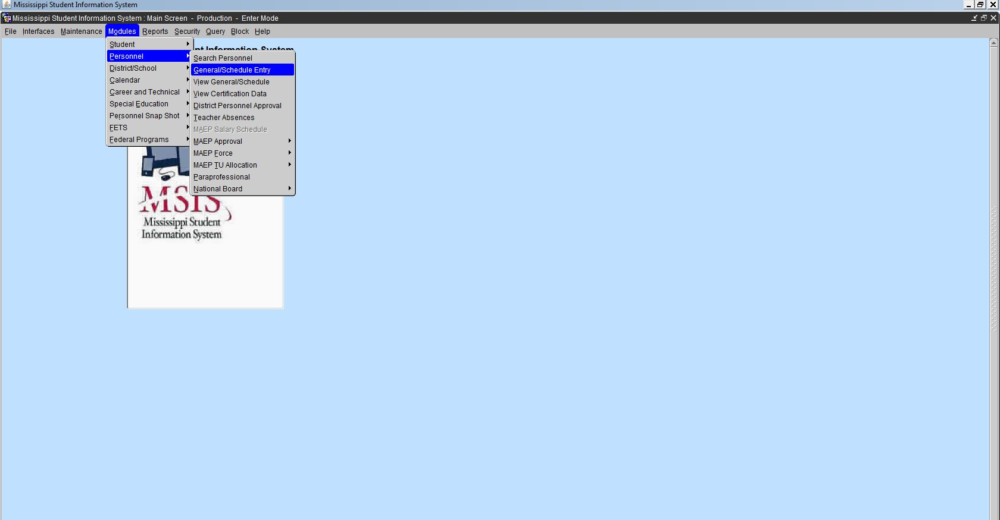 Mississippi Student Information System
Mississippi Student Information System : Main Screen - Production - Enter Mode
File Interfaces Maintenance Modules Reports Security Query Block Help
Student
Personnel
District/School
Calendar
Career and Technical
Special Education
Personnel Snap Shot
FETS
Federal Programs
nt Information System
Search Personnel
General/Schedule Entry
View General/Schedule
View Certification Data
District Personnel Approval
Teacher Absences
MAEP Salary Schedule
MAEP Approval
MAEP Force
MAEP TU Allocation
Paraprofessional
National Board
MSIS
Mississippi Student
Information System